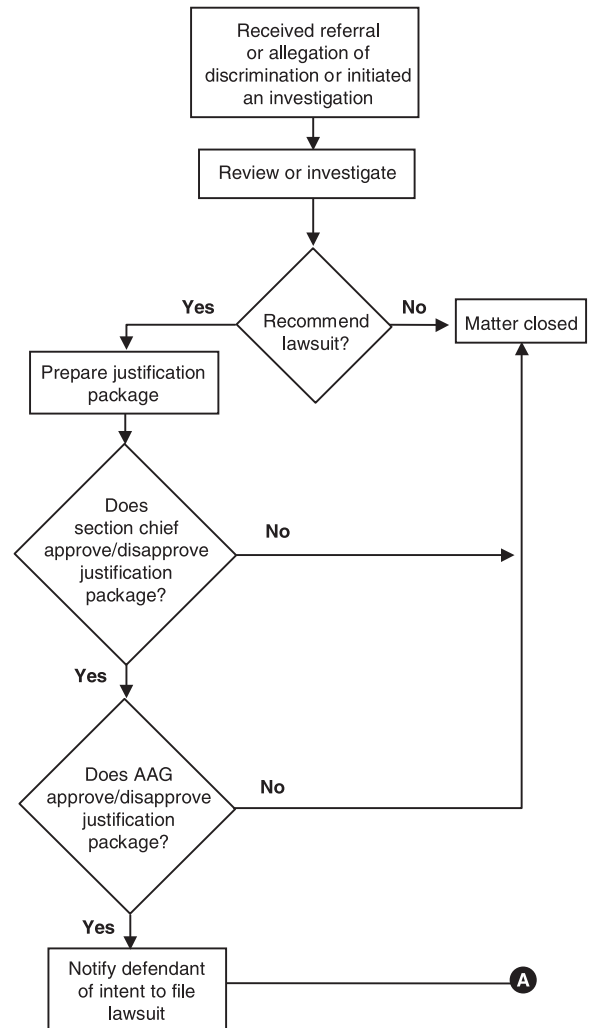 Received referral
or allegation of
discrimination or initiated
an investigation
Review or investigate
Yes
No
Recommend
lawsuit?
Matter closed
Prepare justification
package
Does
section chief
approve/disapprove
justification
package?
No
Yes
Does AAG
approve/disapprove
justification
package?
No
Yes
Notify defendant
of intent to file
lawsuit
A